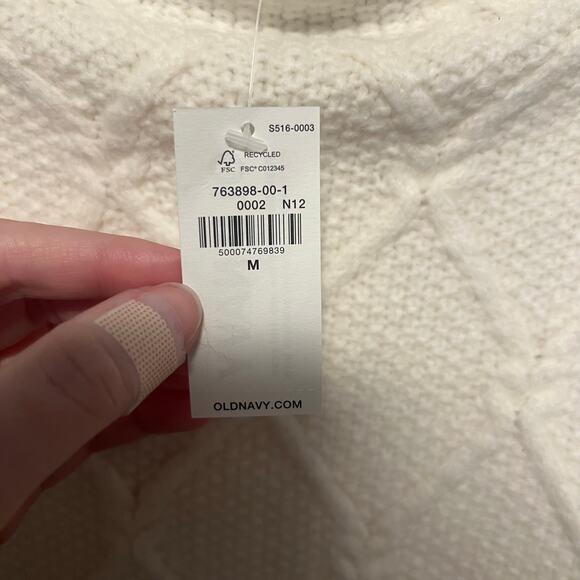 S516-0003
RECYCLED
FSC FSC® C012345
763898-00-1
0002 N12
500074769839
M
OLDNAVY.COM